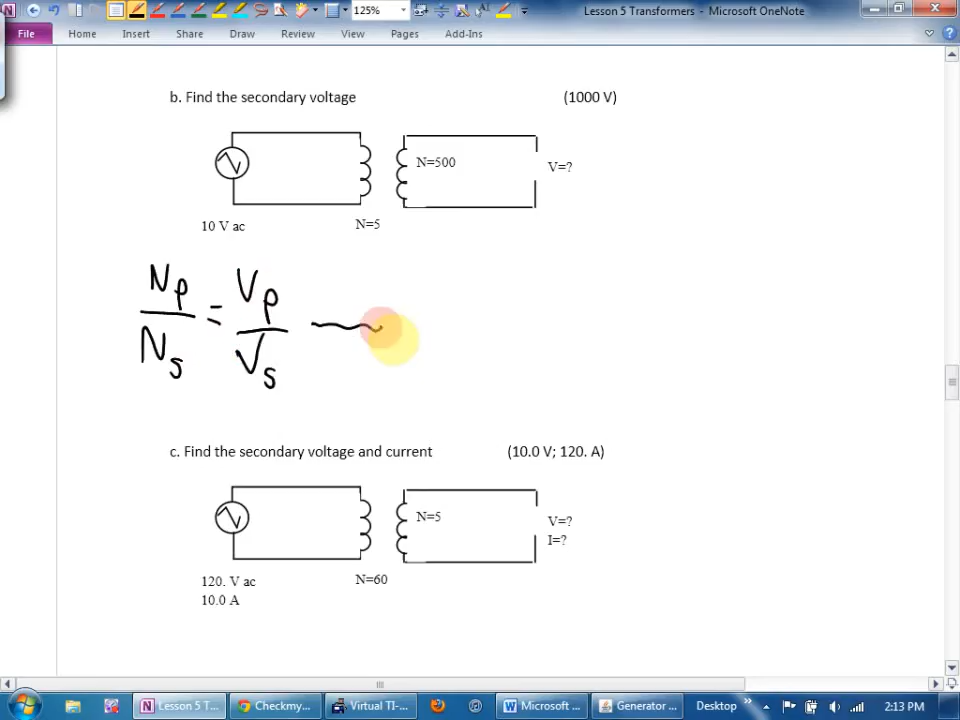 125%
Lesson 5 Transformers - Microsoft OneNote
File Home Insert Share Draw Review View Pages Add-Ins
b. Find the secondary voltage (1000 V)
N=500
V=?
10 V ac N=5
Np/Ns = Vp/Vs
c. Find the secondary voltage and current (10.0 V; 120. A)
N=5
V=?
I=?
120. V ac N=60
10.0 A
Lesson 5 T... Checkmy... Virtual TI-... Microsoft ... Generator ... Desktop 2:13 PM